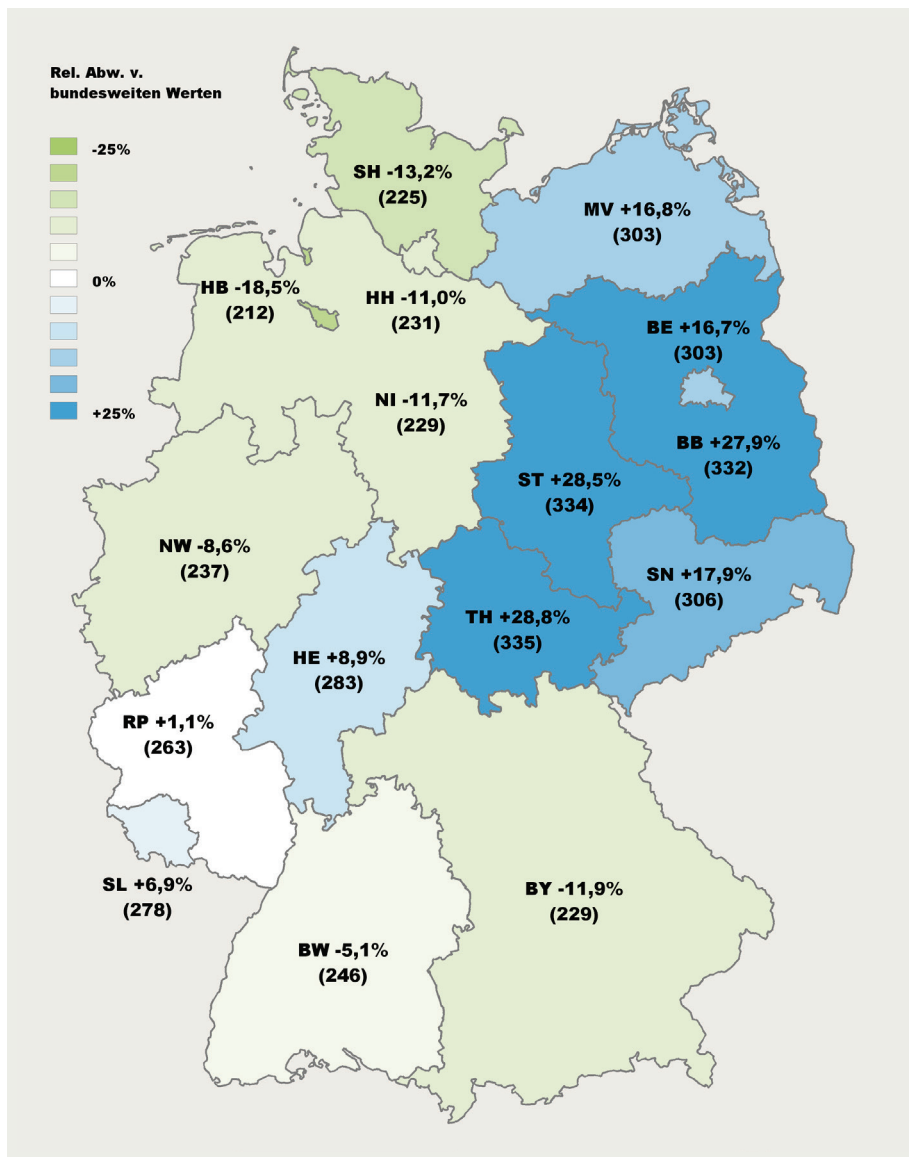 Rel. Abw. v.
bundesweiten Werten
-25%
0%
+25%
SH -13,2%
(225)
MV +16,8%
(303)
HB -18,5%
(212)
HH -11,0%
(231)
BE +16,7%
(303)
NI -11,7%
(229)
BB +27,9%
(332)
ST +28,5%
(334)
NW -8,6%
(237)
SN +17,9%
(306)
TH +28,8%
(335)
HE +8,9%
(283)
RP +1,1%
(263)
SL +6,9%
(278)
BY -11,9%
(229)
BW -5,1%
(246)